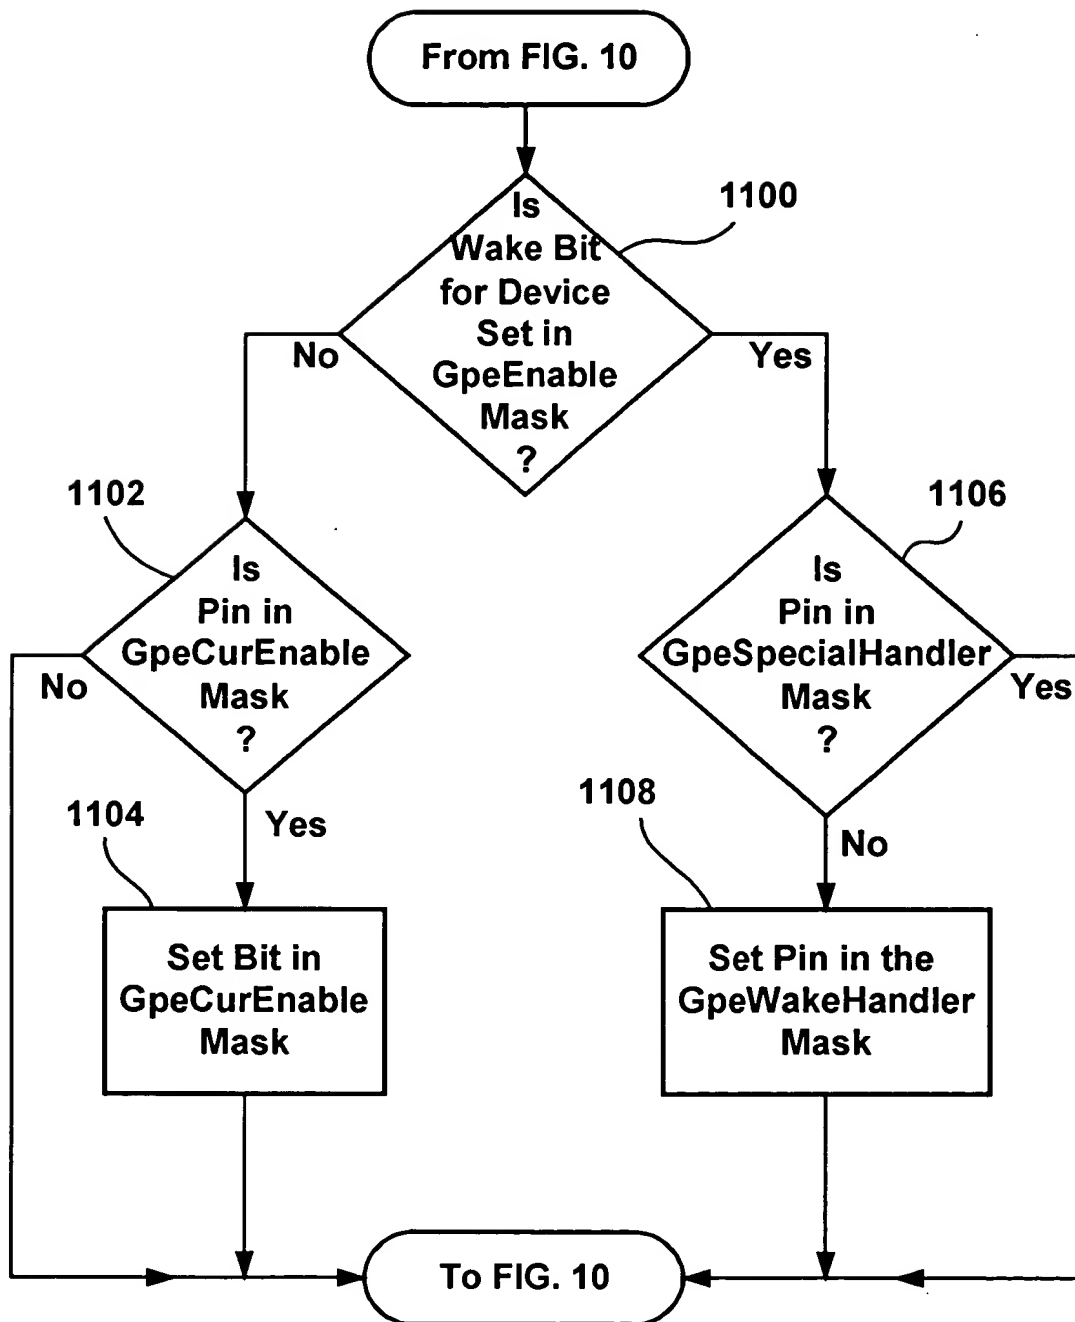 From FIG. 10
1100
Is
Wake Bit
for Device
Set in
GpeEnable
Mask
?
No
Yes
1102
Is
Pin in
GpeCurEnable
Mask
?
No
Yes
1106
Is
Pin in
GpeSpecialHandler
Mask
?
Yes
No
1104
Set Bit in
GpeCurEnable
Mask
1108
Set Pin in the
GpeWakeHandler
Mask
To FIG. 10